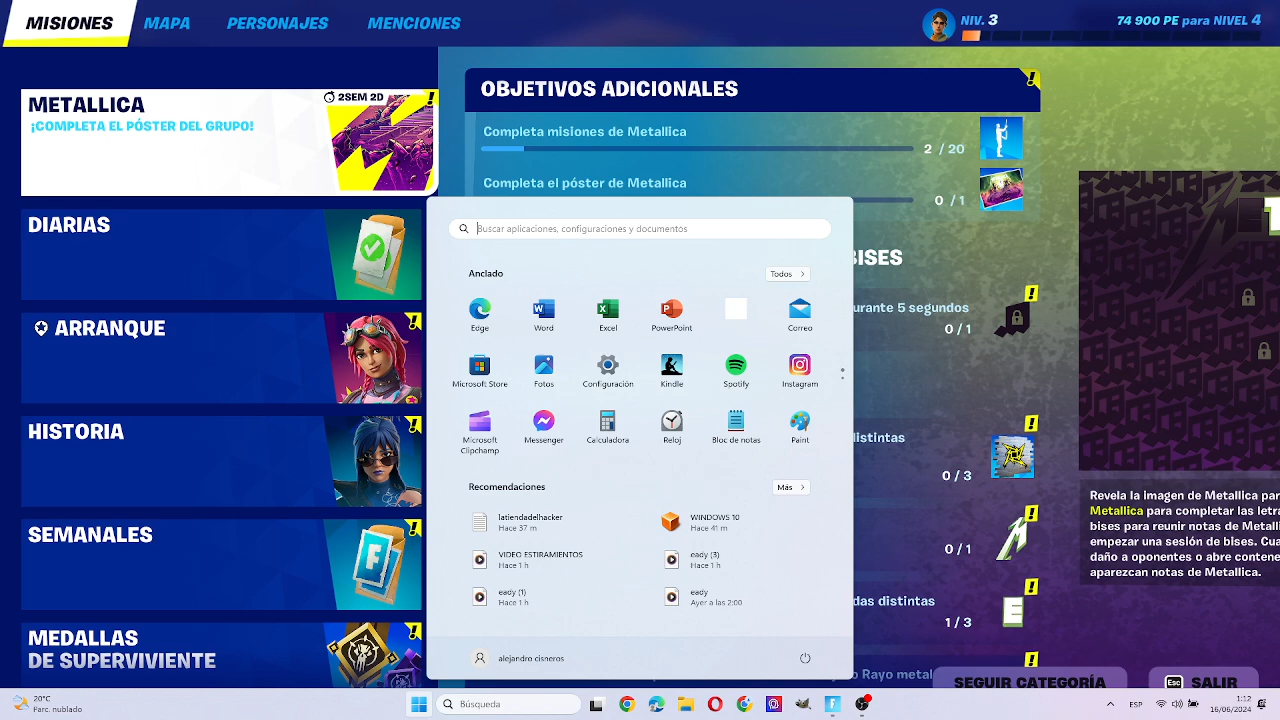 MISIONES
MAPA
PERSONAJES
MENCIONES
NIV. 3
74 900 PE para NIVEL 4
METALLICA
2SEM 2D
¡COMPLETA EL PÓSTER DEL GRUPO!
DIARIAS
ARRANQUE
HISTORIA
SEMANALES
MEDALLAS
DE SUPERVIVIENTE
OBJETIVOS ADICIONALES
Completa misiones de Metallica
2 / 20
Completa el póster de Metallica
0 / 1
BISES
urante 5 segundos
0 / 1
distintas
0 / 3
0 / 1
das distintas
1 / 3
o Rayo metal
SEGUIR CATEGORÍA
Esc SALIR
Revela la imagen de Metallica par
Metallica para completar las letra
bises para reunir notas de Metall
empezar una sesión de bises. Cua
daño a oponentes o abre contene
aparezcan notas de Metallica.
Buscar aplicaciones, configuraciones y documentos
Anclado
Todos
Edge
Word
Excel
PowerPoint
Correo
Microsoft Store
Fotos
Configuración
Kindle
Spotify
Instagram
Microsoft
Clipchamp
Messenger
Calculadora
Reloj
Bloc de notas
Paint
Recomendaciones
Más
latiendadelhacker
Hace 37 m
WINDOWS 10
Hace 41 m
VIDEO ESTIRAMIENTOS
Hace 1 h
eady (3)
Hace 1 h
eady (1)
Hace 1 h
eady
Ayer a las 2:00
alejandro cisneros
20°C
Parc. nublado
Búsqueda
ESP
1:12
16/06/2024